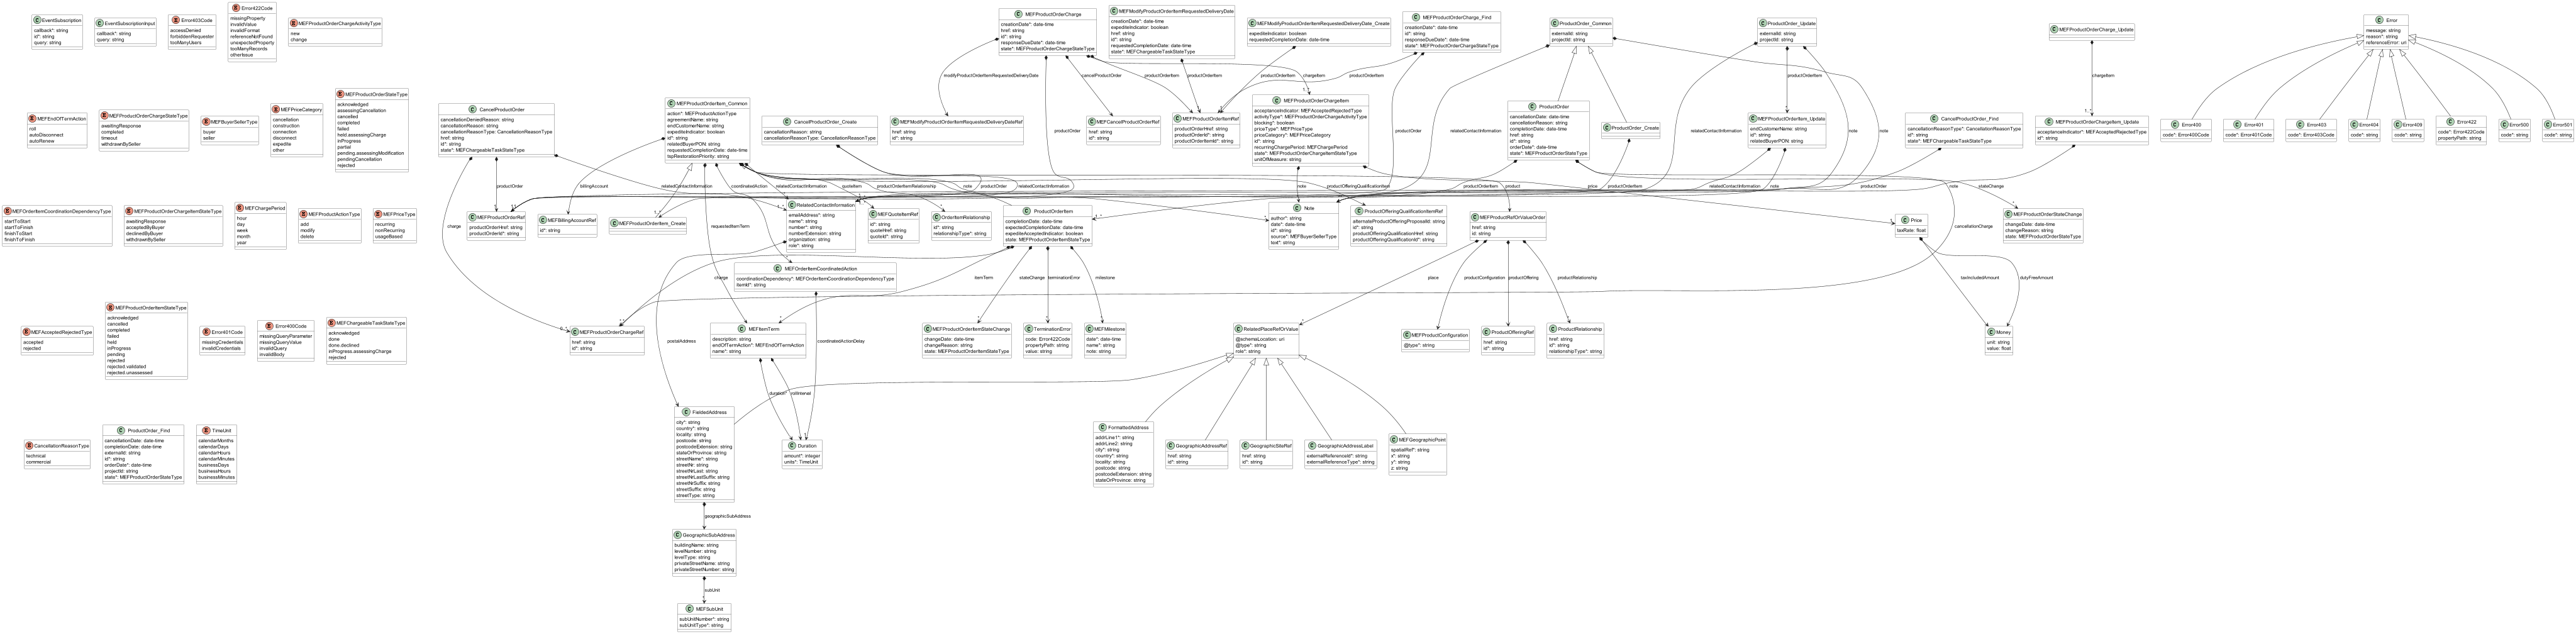 EventSubscription
callback*: string
id*: string
query: string
EventSubscriptionInput
callback*: string
query: string
Error403Code
accessDenied
forbiddenRequester
tooManyUsers
Error422Code
missingProperty
invalidValue
invalidFormat
referenceNotFound
unexpectedProperty
tooManyRecords
otherIssue
MEFProductOrderChargeActivityType
new
change
MEFProductOrderCharge
creationDate*: date-time
href: string
id*: string
responseDueDate*: date-time
state*: MEFProductOrderChargeStateType
MEFModifyProductOrderItemRequestedDeliveryDate
creationDate*: date-time
expediteIndicator: boolean
href: string
id*: string
requestedCompletionDate: date-time
state*: MEFChargeableTaskStateType
MEFModifyProductOrderItemRequestedDeliveryDate_Create
expediteIndicator: boolean
requestedCompletionDate: date-time
MEFProductOrderCharge_Find
creationDate*: date-time
id*: string
responseDueDate*: date-time
state*: MEFProductOrderChargeStateType
ProductOrder_Common
externalId: string
projectId: string
ProductOrder_Update
externalId: string
projectId: string
MEFProductOrderCharge_Update
Error
message: string
reason*: string
referenceError: uri
modifyProductOrderItemRequestedDeliveryDate
cancelProductOrder
productOrderItem
chargeItem
productOrderItem
productOrderItem
productOrderItem
productOrderItem
chargeItem
MEFEndOfTermAction
roll
autoDisconnect
autoRenew
MEFProductOrderChargeStateType
awaitingResponse
completed
timeout
withdrawnBySeller
MEFBuyerSellerType
buyer
seller
MEFPriceCategory
cancellation
construction
connection
disconnect
expedite
other
MEFProductOrderStateType
acknowledged
assessingCancellation
cancelled
completed
failed
held.assessingCharge
inProgress
partial
pending.assessingModification
pendingCancellation
rejected
CancelProductOrder
cancellationDeniedReason: string
cancellationReason: string
cancellationReasonType: CancellationReasonType
href: string
id*: string
state*: MEFChargeableTaskStateType
MEFProductOrderItem_Common
action*: MEFProductActionType
agreementName: string
endCustomerName: string
expediteIndicator: boolean
id*: string
relatedBuyerPON: string
requestedCompletionDate: date-time
tspRestorationPriority: string
CancelProductOrder_Create
cancellationReason: string
cancellationReasonType: CancellationReasonType
MEFModifyProductOrderItemRequestedDeliveryDateRef
href: string
id*: string
productOrder
MEFCancelProductOrderRef
href: string
id*: string
MEFProductOrderItemRef
productOrderHref: string
productOrderId*: string
productOrderItemId*: string
MEFProductOrderChargeItem
acceptanceIndicator: MEFAcceptedRejectedType
activityType*: MEFProductOrderChargeActivityType
blocking*: boolean
priceType*: MEFPriceType
priceCategory*: MEFPriceCategory
id*: string
recurringChargePeriod: MEFChargePeriod
state*: MEFProductOrderChargeItemStateType
unitOfMeasure: string
productOrder
relatedContactInformation
ProductOrder
cancellationDate: date-time
cancellationReason: string
completionDate: date-time
href: string
id*: string
orderDate*: date-time
state*: MEFProductOrderStateType
ProductOrder_Create
relatedContactInformation
note
MEFProductOrderItem_Update
endCustomerName: string
id*: string
relatedBuyerPON: string
note
note
CancelProductOrder_Find
cancellationReasonType*: CancellationReasonType
id*: string
state*: MEFChargeableTaskStateType
MEFProductOrderChargeItem_Update
acceptanceIndicator*: MEFAcceptedRejectedType
id*: string
Error400
code*: Error400Code
Error401
code*: Error401Code
Error403
code*: Error403Code
Error404
code*: string
Error409
code*: string
Error422
code*: Error422Code
propertyPath: string
Error500
code*: string
Error501
code*: string
productOrder
relatedContactInformation
billingAccount
coordinatedAction
relatedContactInformation
quoteItem
productOrderItemRelationship
note
productOrder
relatedContactInformation
note
productOfferingQualificationItem
product
productOrderItem
price
productOrderItem
relatedContactInformation
note
productOrder
note
stateChange
MEFOrderItemCoordinationDependencyType
startToStart
startToFinish
finishToStart
finishToFinish
MEFProductOrderChargeItemStateType
awaitingResponse
acceptedByBuyer
declinedByBuyer
withdrawnBySeller
MEFChargePeriod
hour
day
week
month
year
MEFProductActionType
add
modify
delete
MEFPriceType
recurring
nonRecurring
usageBased
MEFProductOrderRef
productOrderHref: string
productOrderId*: string
MEFBillingAccountRef
id*: string
MEFProductOrderItem_Create
RelatedContactInformation
emailAddress*: string
name*: string
number*: string
numberExtension: string
organization: string
role*: string
MEFQuoteItemRef
id*: string
quoteHref: string
quoteId*: string
OrderItemRelationship
id*: string
relationshipType*: string
ProductOrderItem
completionDate: date-time
expectedCompletionDate: date-time
expediteAcceptedIndicator: boolean
state: MEFProductOrderItemStateType
Note
author*: string
date*: date-time
id*: string
source*: MEFBuyerSellerType
text*: string
ProductOfferingQualificationItemRef
alternateProductOfferingProposalId: string
id*: string
productOfferingQualificationHref: string
productOfferingQualificationId*: string
MEFProductRefOrValueOrder
href: string
id: string
Price
taxRate: float
MEFProductOrderStateChange
changeDate: date-time
changeReason: string
state: MEFProductOrderStateType
charge
requestedItemTerm
cancellationCharge
MEFOrderItemCoordinatedAction
coordinationDependency*: MEFOrderItemCoordinationDependencyType
itemId*: string
charge
itemTerm
stateChange
terminationError
milestone
place
productConfiguration
productOffering
productRelationship
taxIncludedAmount
dutyFreeAmount
MEFAcceptedRejectedType
accepted
rejected
MEFProductOrderItemStateType
acknowledged
cancelled
completed
failed
held
inProgress
pending
rejected
rejected.validated
rejected.unassessed
Error401Code
missingCredentials
invalidCredentials
Error400Code
missingQueryParameter
missingQueryValue
invalidQuery
invalidBody
MEFChargeableTaskStateType
acknowledged
done
done.declined
inProgress.assessingCharge
rejected
postalAddress
MEFProductOrderChargeRef
href: string
id*: string
MEFItemTerm
description: string
endOfTermAction*: MEFEndOfTermAction
name*: string
coordinatedActionDelay
MEFProductOrderItemStateChange
changeDate: date-time
changeReason: string
state: MEFProductOrderItemStateType
TerminationError
code: Error422Code
propertyPath: string
value: string
MEFMilestone
date*: date-time
name*: string
note: string
RelatedPlaceRefOrValue
@schemaLocation: uri
@type*: string
role*: string
MEFProductConfiguration
@type*: string
ProductOfferingRef
href: string
id*: string
ProductRelationship
href: string
id*: string
relationshipType*: string
Money
unit: string
value: float
duration*
rollInterval
CancellationReasonType
technical
commercial
ProductOrder_Find
cancellationDate: date-time
completionDate: date-time
externalId: string
id*: string
orderDate*: date-time
projectId: string
state*: MEFProductOrderStateType
TimeUnit
calendarMonths
calendarDays
calendarHours
calendarMinutes
businessDays
businessHours
businessMinutes
FieldedAddress
city*: string
country*: string
locality: string
postcode: string
postcodeExtension: string
stateOrProvince: string
streetName*: string
streetNr: string
streetNrLast: string
streetNrLastSuffix: string
streetNrSuffix: string
streetSuffix: string
streetType: string
Duration
amount*: integer
units*: TimeUnit
FormattedAddress
addrLine1*: string
addrLine2: string
city*: string
country*: string
locality: string
postcode: string
postcodeExtension: string
stateOrProvince: string
GeographicAddressRef
href: string
id*: string
GeographicSiteRef
href: string
id*: string
GeographicAddressLabel
externalReferenceId*: string
externalReferenceType*: string
MEFGeographicPoint
spatialRef*: string
x*: string
y*: string
z: string
geographicSubAddress
GeographicSubAddress
buildingName: string
levelNumber: string
levelType: string
privateStreetName: string
privateStreetNumber: string
subUnit
MEFSubUnit
subUnitNumber*: string
subUnitType*: string